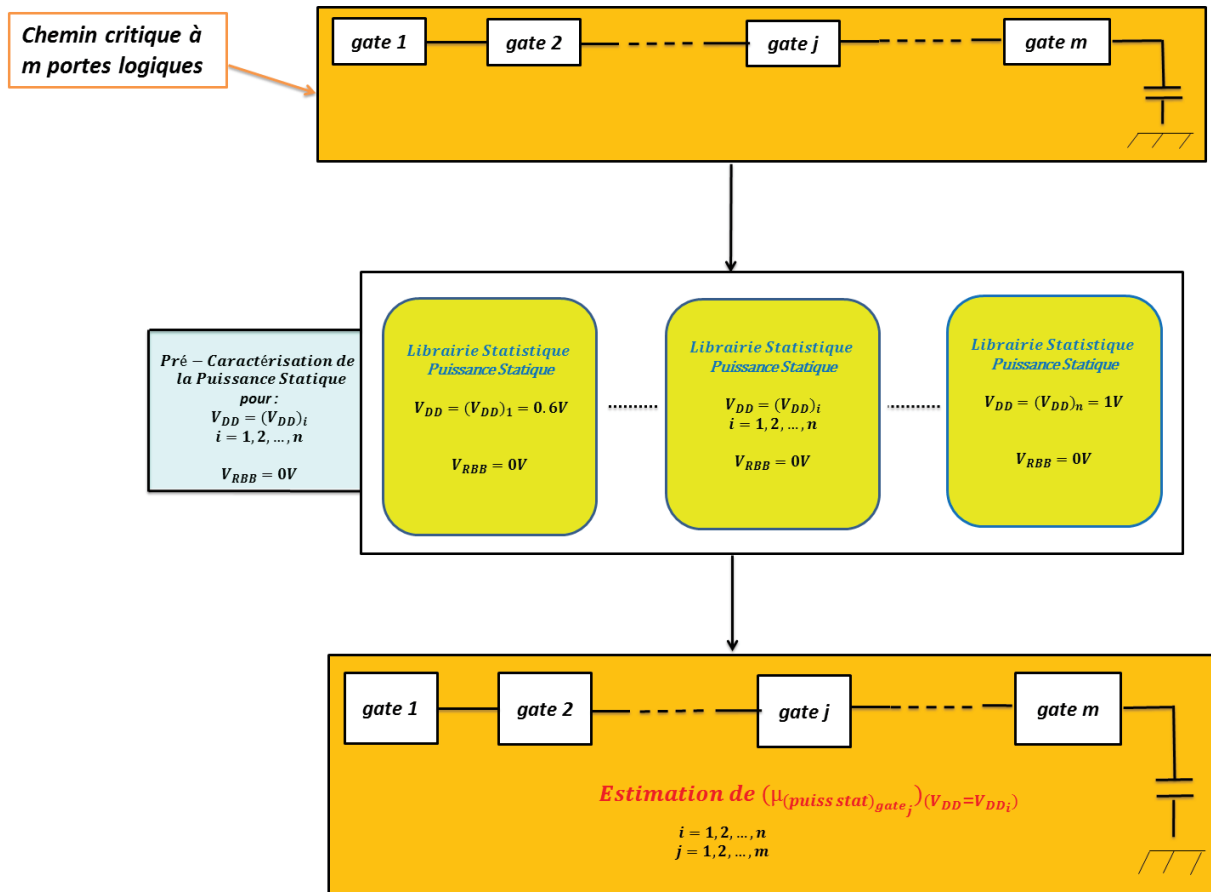 Chemin critique à
m portes logiques
gate 1
gate 2
gate j
gate m
Pré − Caractérisation de
la Puissance Statique
pour :
V_DD = (V_DD)_i
i = 1, 2, ..., n
V_RBB = 0V
Librairie Statistique
Puissance Statique
V_DD = (V_DD)_1 = 0.6V
V_RBB = 0V
Librairie Statistique
Puissance Statique
V_DD = (V_DD)_i
i = 1, 2, ..., n
V_RBB = 0V
Librairie Statistique
Puissance Statique
V_DD = (V_DD)_n = 1V
V_RBB = 0V
gate 1
gate 2
gate j
gate m
Estimation de (μ_(puiss stat)_gate_j)_(V_DD=V_DD_i)
i = 1, 2, ..., n
j = 1, 2, ..., m